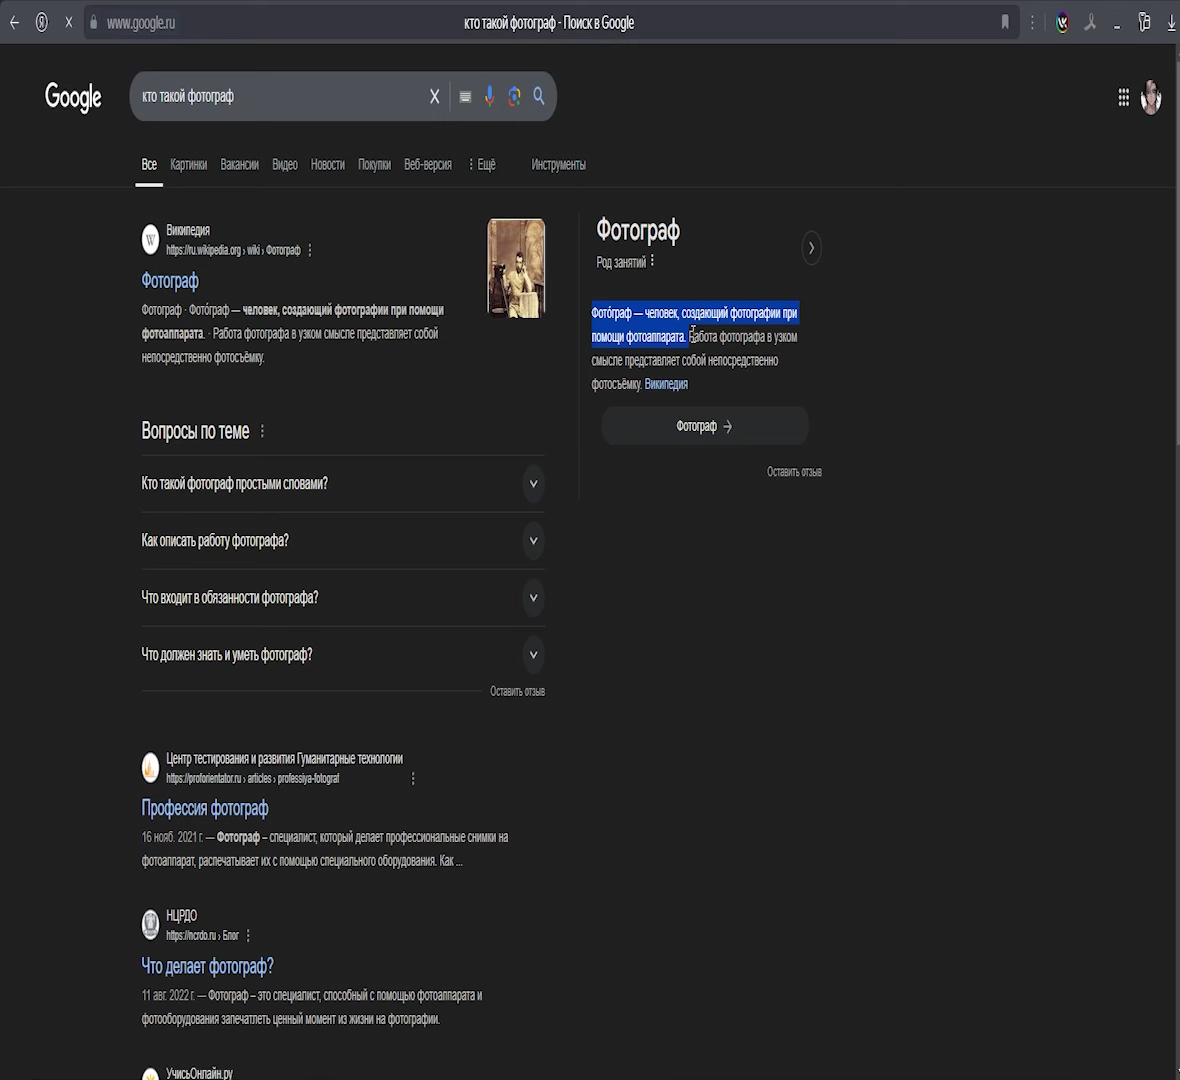 www.google.ru
кто такой фотограф - Поиск в Google
Google
кто такой фотограф
Все Картинки Вакансии Видео Новости Покупки Веб-версия Ещё Инструменты
Википедия
https://ru.wikipedia.org › wiki › Фотограф
Фотограф
Фотограф · Фото́граф — человек, создающий фотографии при помощи
фотоаппарата. · Работа фотографа в узком смысле представляет собой
непосредственно фотосъёмку.
Вопросы по теме
Кто такой фотограф простыми словами?
Как описать работу фотографа?
Что входит в обязанности фотографа?
Что должен знать и уметь фотограф?
Оставить отзыв
Центр тестирования и развития Гуманитарные технологии
https://proforientator.ru › articles › professiya-fotograf
Профессия фотограф
16 нояб. 2021 г. — Фотограф – специалист, который делает профессиональные снимки на
фотоаппарат, распечатывает их с помощью специального оборудования. Как ...
НЦРДО
https://ncrdo.ru › Блог
Что делает фотограф?
11 авг. 2022 г. — Фотограф – это специалист, способный с помощью фотоаппарата и
фотооборудования запечатлеть ценный момент из жизни на фотографии.
УчисьОнлайн.ру
Фотограф
Род занятий
Фото́граф — человек, создающий фотографии при
помощи фотоаппарата. Работа фотографа в узком
смысле представляет собой непосредственно
фотосъёмку. Википедия
Фотограф →
Оставить отзыв